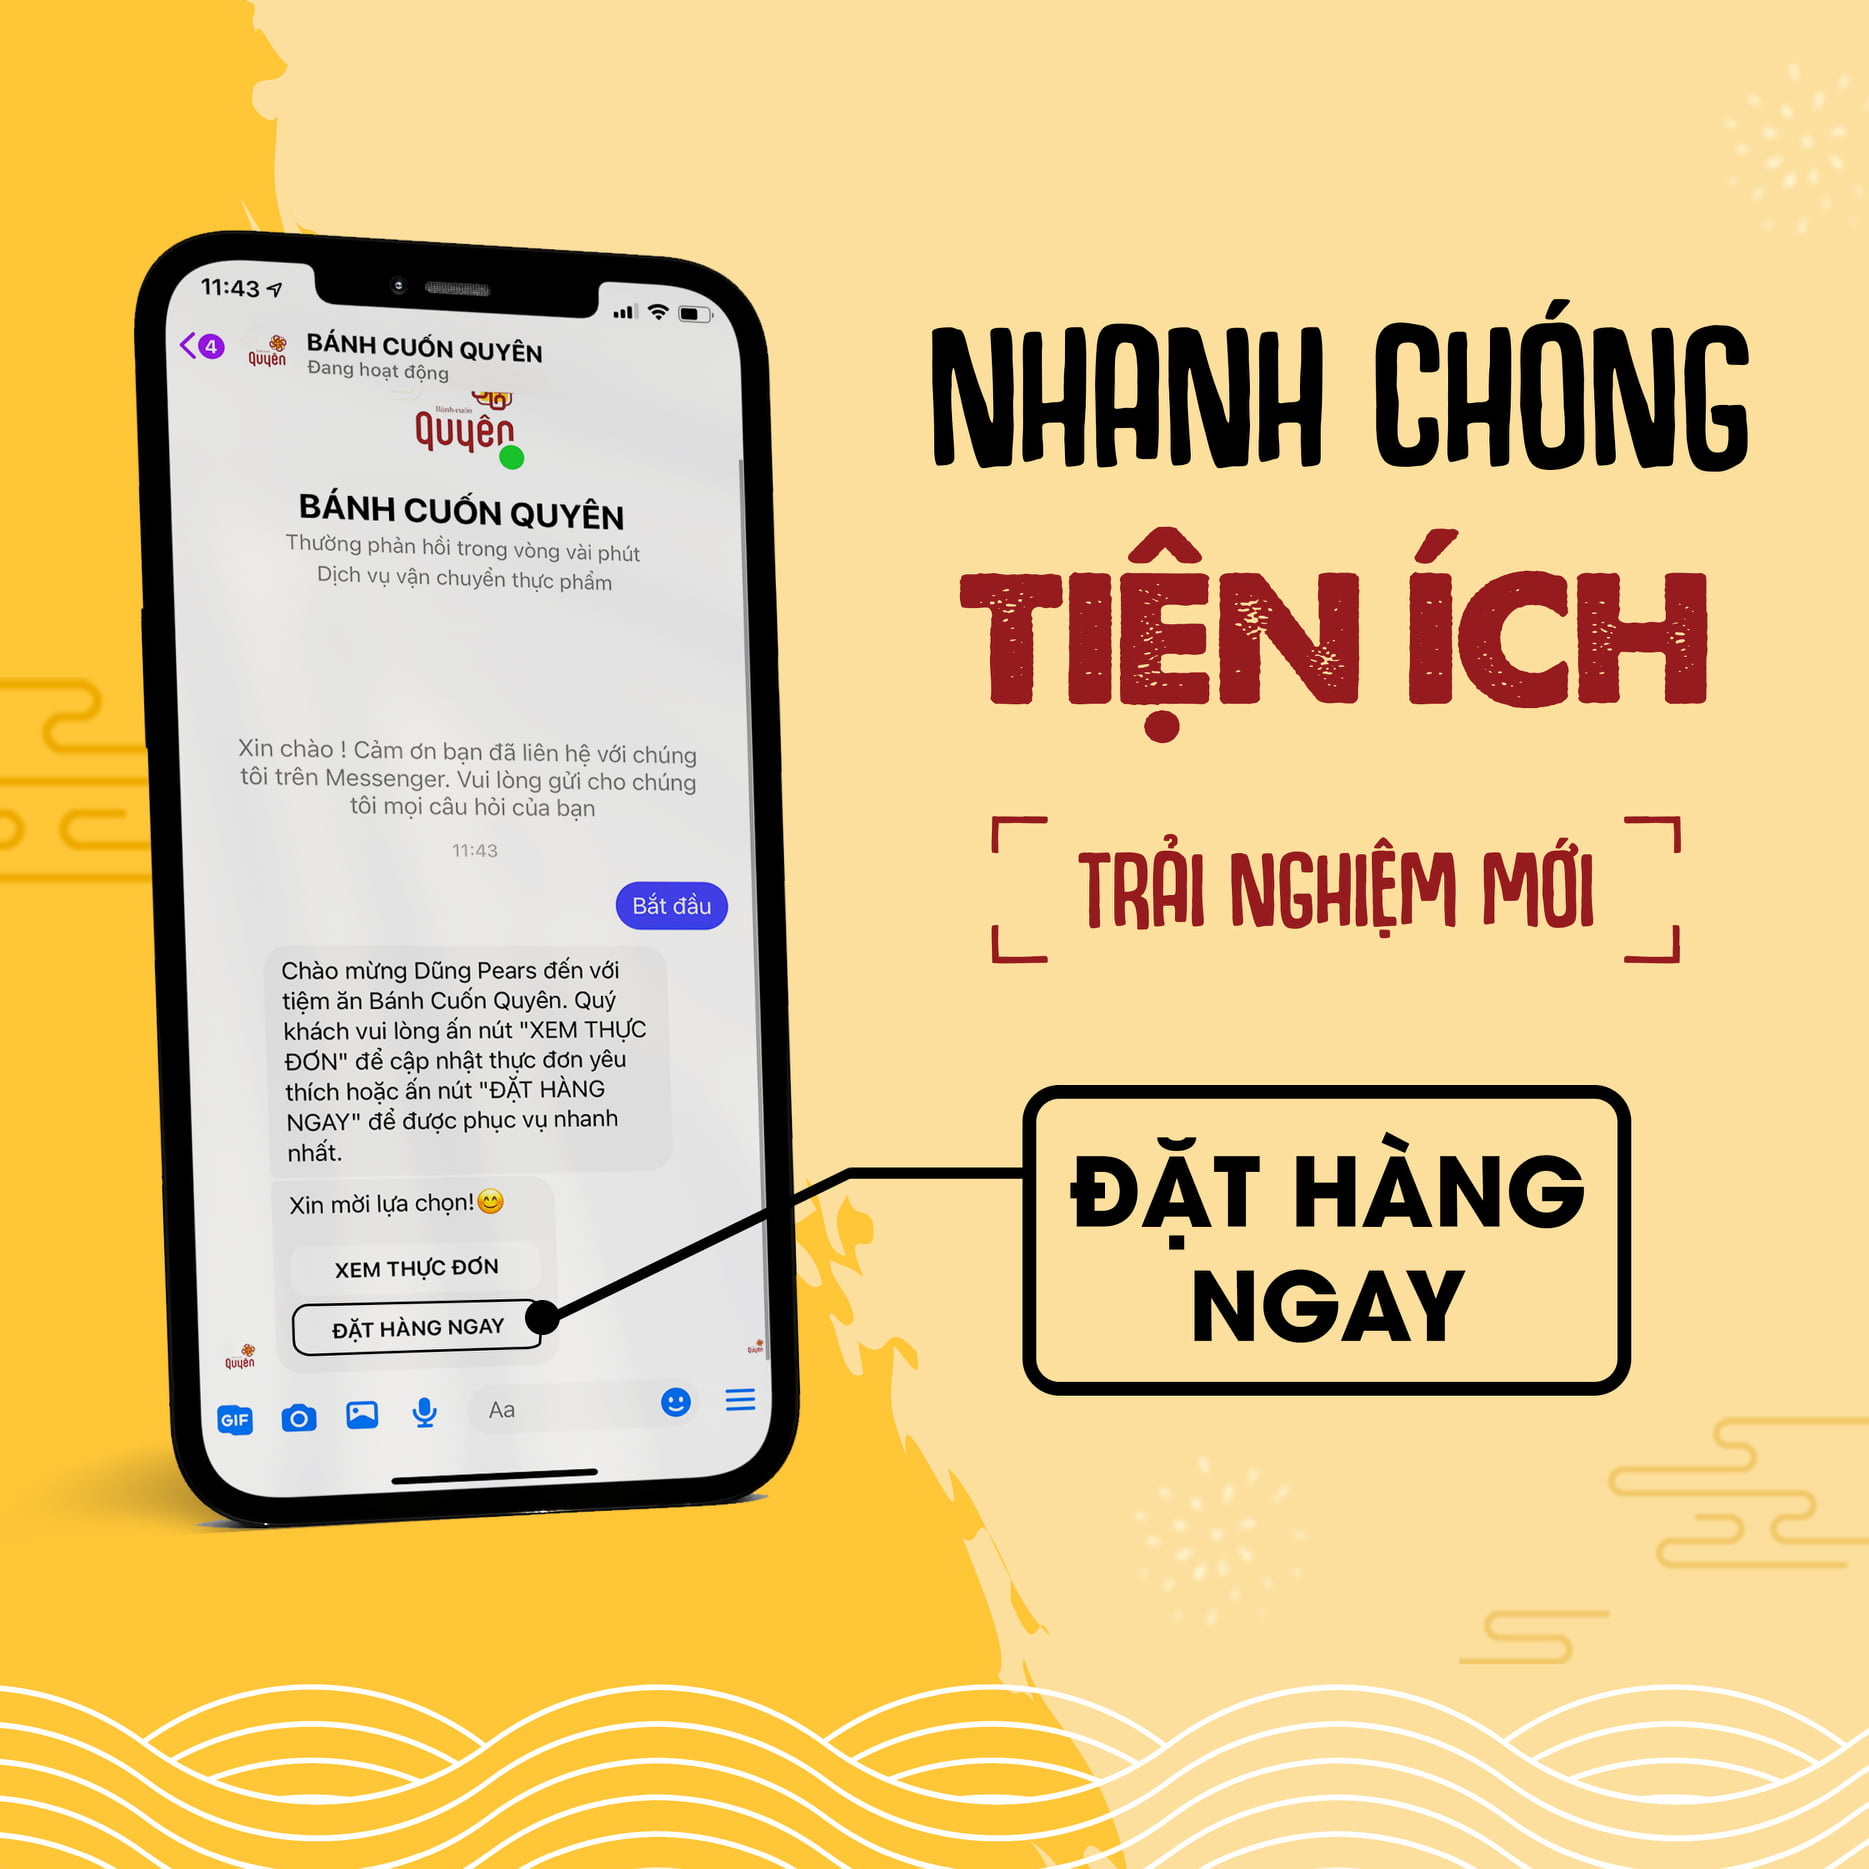 11:43
4
Quyên
BÁNH CUỐN QUYÊN
Đang hoạt động
Bánh cuốn
Quyên
BÁNH CUỐN QUYÊN
Thường phản hồi trong vòng vài phút
Dịch vụ vận chuyển thực phẩm
Xin chào ! Cảm ơn bạn đã liên hệ với chúng
tôi trên Messenger. Vui lòng gửi cho chúng
tôi mọi câu hỏi của bạn
11:43
Bắt đầu
Chào mừng Dũng Pears đến với
tiệm ăn Bánh Cuốn Quyên. Quý
khách vui lòng ấn nút "XEM THỰC
ĐƠN" để cập nhật thực đơn yêu
thích hoặc ấn nút "ĐẶT HÀNG
NGAY" để được phục vụ nhanh
nhất.
Xin mời lựa chọn!😊
XEM THỰC ĐƠN
ĐẶT HÀNG NGAY
Quyên
Quyên
GIF
Aa
NHANH CHÓNG
TIỆN ÍCH
TRẢI NGHIỆM MỚI
ĐẶT HÀNG
NGAY